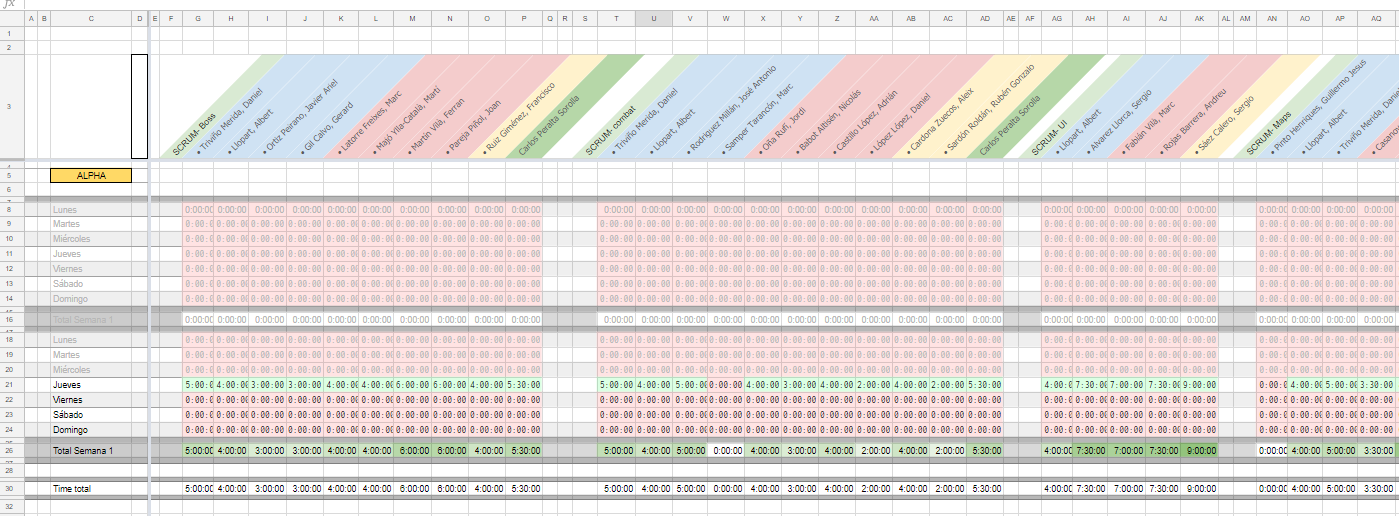 fx
A B C D E F G H I J K L M N O P Q R S T U V W X Y Z AA AB AC AD AE AF AG AH AI AJ AK AL AM AN AO AP AQ
1
2
3
SCRUM- Boss
• Triviño Merida, Daniel
• Llopart, Albert
• Ortiz Peirano, Javier Ariel
• Gil Calvo, Gerard
• Latorre Freixes, Marc
• Majó Vila-Català, Martí
• Martín Vilà, Ferran
• Pareja Piñol, Joan
• Ruiz Giménez, Francisco
Carlos Peralta Sorolla
SCRUM- combat
• Triviño Merida, Daniel
• Llopart, Albert
• Rodríguez Millán, José Antonio
• Samper Tarancón, Marc
• Oña Rufi, Jordi
• Babot Altisén, Nicolás
• Castillo López, Adrián
• López López, Daniel
• Cardona Zuecos, Alex
• Sardón Roldán, Rubén Gonzalo
Carlos Peralta Sorolla
SCRUM- UI
• Llopart, Albert
• Alvarez Llorca, Sergio
• Fabián Vilà, Marc
• Rojas Barrera, Andreu
• Sáez Calero, Sergio
SCRUM- Maps
• Pinto Henriques, Guillermo Jesus
• Llopart, Albert
• Triviño Merida,
5 ALPHA
6
8 Lunes 0:00:00 0:00:00 0:00:00 0:00:00 0:00:00 0:00:00 0:00:00 0:00:00 0:00:00 0:00:00 0:00:00 0:00:00 0:00:00 0:00:00 0:00:00 0:00:00 0:00:00 0:00:00 0:00:00 0:00:00 0:00:00 0:00:00 0:00:00 0:00:00 0:00:00 0:00:00 0:00:00 0:00:00 0:00:00 0:00:00
9 Martes 0:00:00 0:00:00 0:00:00 0:00:00 0:00:00 0:00:00 0:00:00 0:00:00 0:00:00 0:00:00 0:00:00 0:00:00 0:00:00 0:00:00 0:00:00 0:00:00 0:00:00 0:00:00 0:00:00 0:00:00 0:00:00 0:00:00 0:00:00 0:00:00 0:00:00 0:00:00 0:00:00 0:00:00 0:00:00 0:00:00
10 Miércoles 0:00:00 0:00:00 0:00:00 0:00:00 0:00:00 0:00:00 0:00:00 0:00:00 0:00:00 0:00:00 0:00:00 0:00:00 0:00:00 0:00:00 0:00:00 0:00:00 0:00:00 0:00:00 0:00:00 0:00:00 0:00:00 0:00:00 0:00:00 0:00:00 0:00:00 0:00:00 0:00:00 0:00:00 0:00:00 0:00:00
11 Jueves 0:00:00 0:00:00 0:00:00 0:00:00 0:00:00 0:00:00 0:00:00 0:00:00 0:00:00 0:00:00 0:00:00 0:00:00 0:00:00 0:00:00 0:00:00 0:00:00 0:00:00 0:00:00 0:00:00 0:00:00 0:00:00 0:00:00 0:00:00 0:00:00 0:00:00 0:00:00 0:00:00 0:00:00 0:00:00 0:00:00
12 Viernes 0:00:00 0:00:00 0:00:00 0:00:00 0:00:00 0:00:00 0:00:00 0:00:00 0:00:00 0:00:00 0:00:00 0:00:00 0:00:00 0:00:00 0:00:00 0:00:00 0:00:00 0:00:00 0:00:00 0:00:00 0:00:00 0:00:00 0:00:00 0:00:00 0:00:00 0:00:00 0:00:00 0:00:00 0:00:00 0:00:00
13 Sábado 0:00:00 0:00:00 0:00:00 0:00:00 0:00:00 0:00:00 0:00:00 0:00:00 0:00:00 0:00:00 0:00:00 0:00:00 0:00:00 0:00:00 0:00:00 0:00:00 0:00:00 0:00:00 0:00:00 0:00:00 0:00:00 0:00:00 0:00:00 0:00:00 0:00:00 0:00:00 0:00:00 0:00:00 0:00:00 0:00:00
14 Domingo 0:00:00 0:00:00 0:00:00 0:00:00 0:00:00 0:00:00 0:00:00 0:00:00 0:00:00 0:00:00 0:00:00 0:00:00 0:00:00 0:00:00 0:00:00 0:00:00 0:00:00 0:00:00 0:00:00 0:00:00 0:00:00 0:00:00 0:00:00 0:00:00 0:00:00 0:00:00 0:00:00 0:00:00 0:00:00 0:00:00
16 Total Semana 1 0:00:00 0:00:00 0:00:00 0:00:00 0:00:00 0:00:00 0:00:00 0:00:00 0:00:00 0:00:00 0:00:00 0:00:00 0:00:00 0:00:00 0:00:00 0:00:00 0:00:00 0:00:00 0:00:00 0:00:00 0:00:00 0:00:00 0:00:00 0:00:00 0:00:00 0:00:00 0:00:00 0:00:00 0:00:00 0:00:00
18 Lunes 0:00:00 0:00:00 0:00:00 0:00:00 0:00:00 0:00:00 0:00:00 0:00:00 0:00:00 0:00:00 0:00:00 0:00:00 0:00:00 0:00:00 0:00:00 0:00:00 0:00:00 0:00:00 0:00:00 0:00:00 0:00:00 0:00:00 0:00:00 0:00:00 0:00:00 0:00:00 0:00:00 0:00:00 0:00:00 0:00:00
19 Martes 0:00:00 0:00:00 0:00:00 0:00:00 0:00:00 0:00:00 0:00:00 0:00:00 0:00:00 0:00:00 0:00:00 0:00:00 0:00:00 0:00:00 0:00:00 0:00:00 0:00:00 0:00:00 0:00:00 0:00:00 0:00:00 0:00:00 0:00:00 0:00:00 0:00:00 0:00:00 0:00:00 0:00:00 0:00:00 0:00:00
20 Miércoles 0:00:00 0:00:00 0:00:00 0:00:00 0:00:00 0:00:00 0:00:00 0:00:00 0:00:00 0:00:00 0:00:00 0:00:00 0:00:00 0:00:00 0:00:00 0:00:00 0:00:00 0:00:00 0:00:00 0:00:00 0:00:00 0:00:00 0:00:00 0:00:00 0:00:00 0:00:00 0:00:00 0:00:00 0:00:00 0:00:00
21 Jueves 5:00:00 4:00:00 3:00:00 3:00:00 4:00:00 4:00:00 6:00:00 6:00:00 4:00:00 5:30:00 5:00:00 4:00:00 5:00:00 0:00:00 4:00:00 3:00:00 4:00:00 2:00:00 4:00:00 2:00:00 5:30:00 4:00:00 7:30:00 7:00:00 7:30:00 9:00:00 0:00:00 4:00:00 5:00:00 3:30:00
22 Viernes 0:00:00 0:00:00 0:00:00 0:00:00 0:00:00 0:00:00 0:00:00 0:00:00 0:00:00 0:00:00 0:00:00 0:00:00 0:00:00 0:00:00 0:00:00 0:00:00 0:00:00 0:00:00 0:00:00 0:00:00 0:00:00 0:00:00 0:00:00 0:00:00 0:00:00 0:00:00 0:00:00 0:00:00 0:00:00 0:00:00
23 Sábado 0:00:00 0:00:00 0:00:00 0:00:00 0:00:00 0:00:00 0:00:00 0:00:00 0:00:00 0:00:00 0:00:00 0:00:00 0:00:00 0:00:00 0:00:00 0:00:00 0:00:00 0:00:00 0:00:00 0:00:00 0:00:00 0:00:00 0:00:00 0:00:00 0:00:00 0:00:00 0:00:00 0:00:00 0:00:00 0:00:00
24 Domingo 0:00:00 0:00:00 0:00:00 0:00:00 0:00:00 0:00:00 0:00:00 0:00:00 0:00:00 0:00:00 0:00:00 0:00:00 0:00:00 0:00:00 0:00:00 0:00:00 0:00:00 0:00:00 0:00:00 0:00:00 0:00:00 0:00:00 0:00:00 0:00:00 0:00:00 0:00:00 0:00:00 0:00:00 0:00:00 0:00:00
26 Total Semana 1 5:00:00 4:00:00 3:00:00 3:00:00 4:00:00 4:00:00 6:00:00 6:00:00 4:00:00 5:30:00 5:00:00 4:00:00 5:00:00 0:00:00 4:00:00 3:00:00 4:00:00 2:00:00 4:00:00 2:00:00 5:30:00 4:00:00 7:30:00 7:00:00 7:30:00 9:00:00 0:00:00 4:00:00 5:00:00 3:30:00
28
30 Time total 5:00:00 4:00:00 3:00:00 3:00:00 4:00:00 4:00:00 6:00:00 6:00:00 4:00:00 5:30:00 5:00:00 4:00:00 5:00:00 0:00:00 4:00:00 3:00:00 4:00:00 2:00:00 4:00:00 2:00:00 5:30:00 4:00:00 7:30:00 7:00:00 7:30:00 9:00:00 0:00:00 4:00:00 5:00:00 3:30:00
32